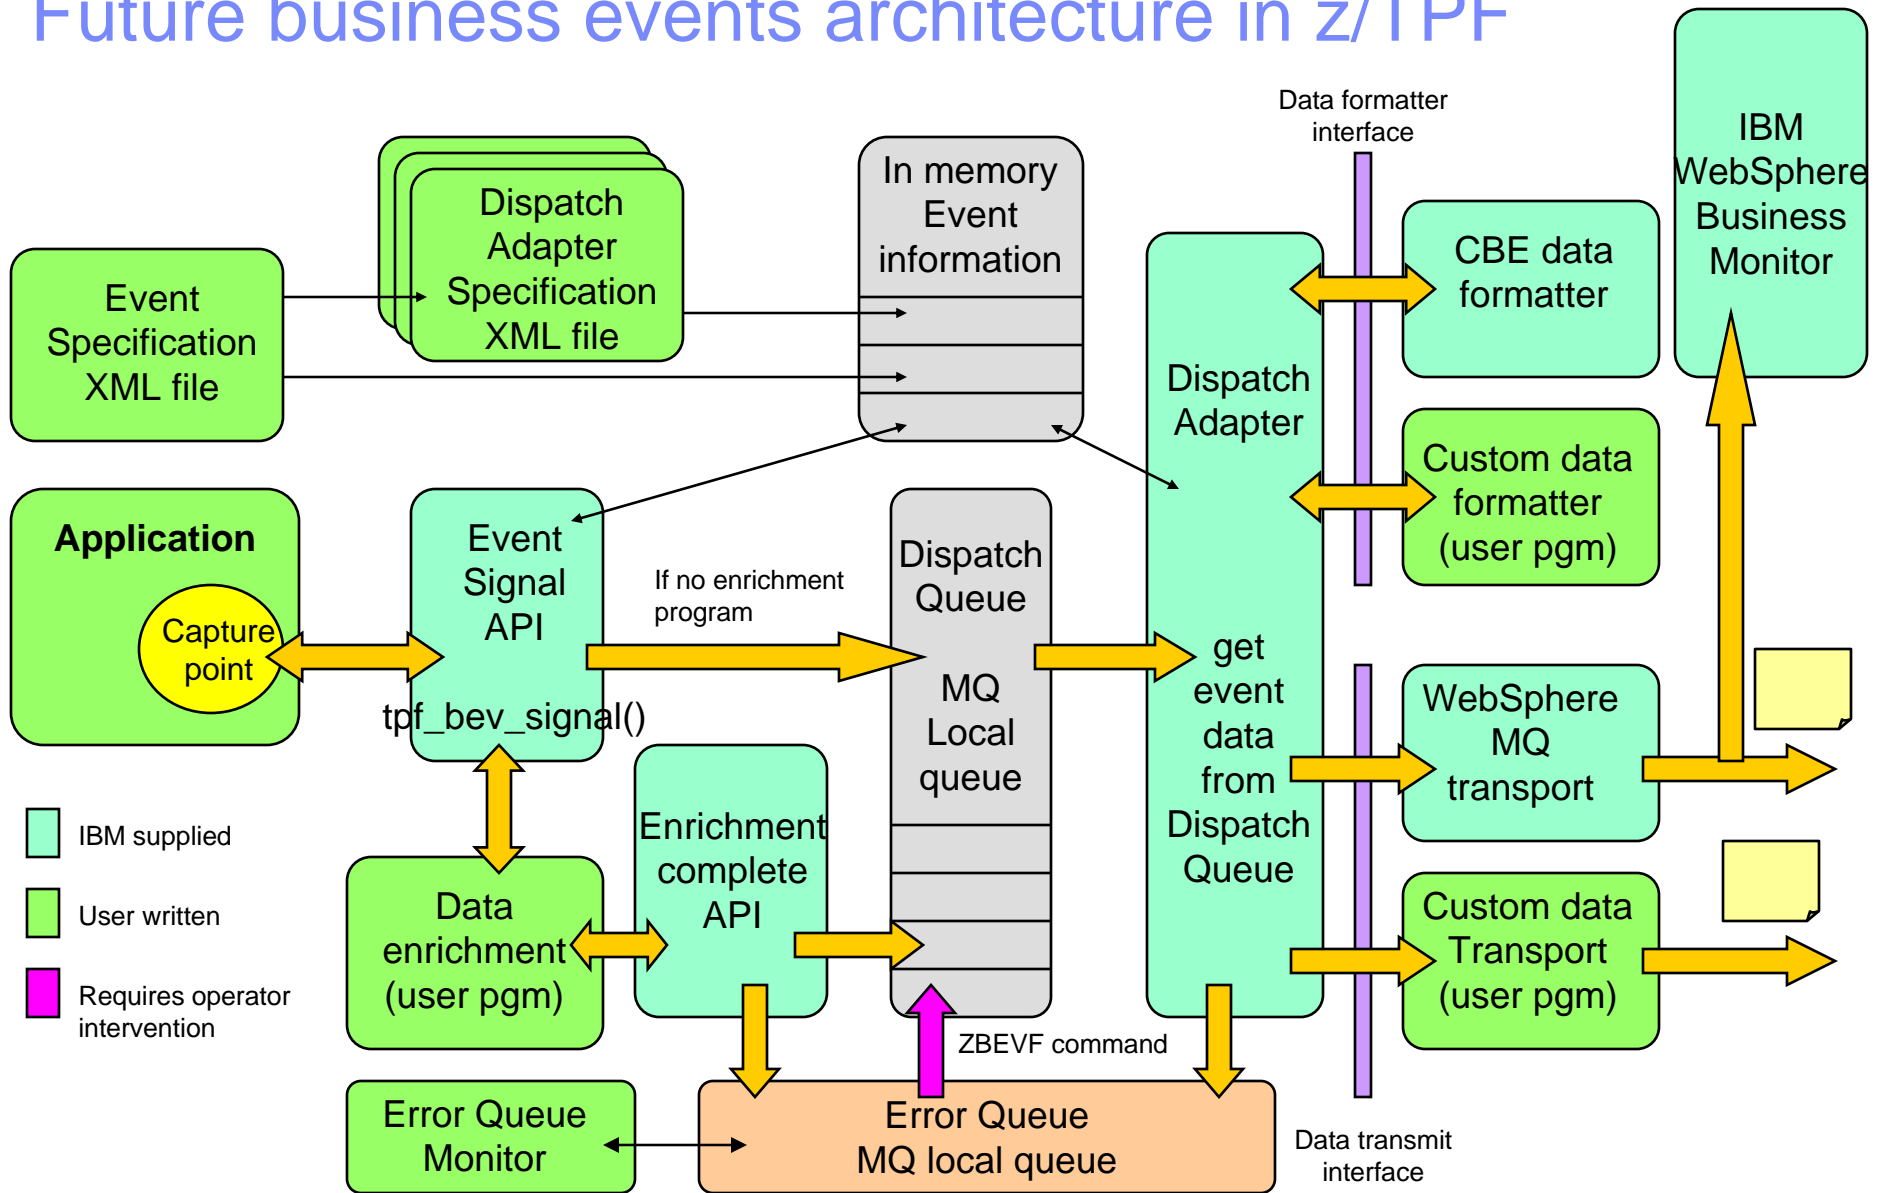 Future business events architecture in z/TPF
Data formatter
interface
IBM
WebSphere
Business
Monitor
In memory
Event
information
Dispatch
Adapter
Specification
XML file
Event
Specification
XML file
CBE data
formatter
Dispatch
Adapter
Custom data
formatter
(user pgm)
Application
Capture
point
Event
Signal
API
tpf_bev_signal()
If no enrichment
program
Dispatch
Queue
MQ
Local
queue
get
event
data
from
Dispatch
Queue
WebSphere
MQ
transport
IBM supplied
User written
Requires operator
intervention
Data
enrichment
(user pgm)
Enrichment
complete
API
Custom data
Transport
(user pgm)
ZBEVF command
Error Queue
Monitor
Error Queue
MQ local queue
Data transmit
interface